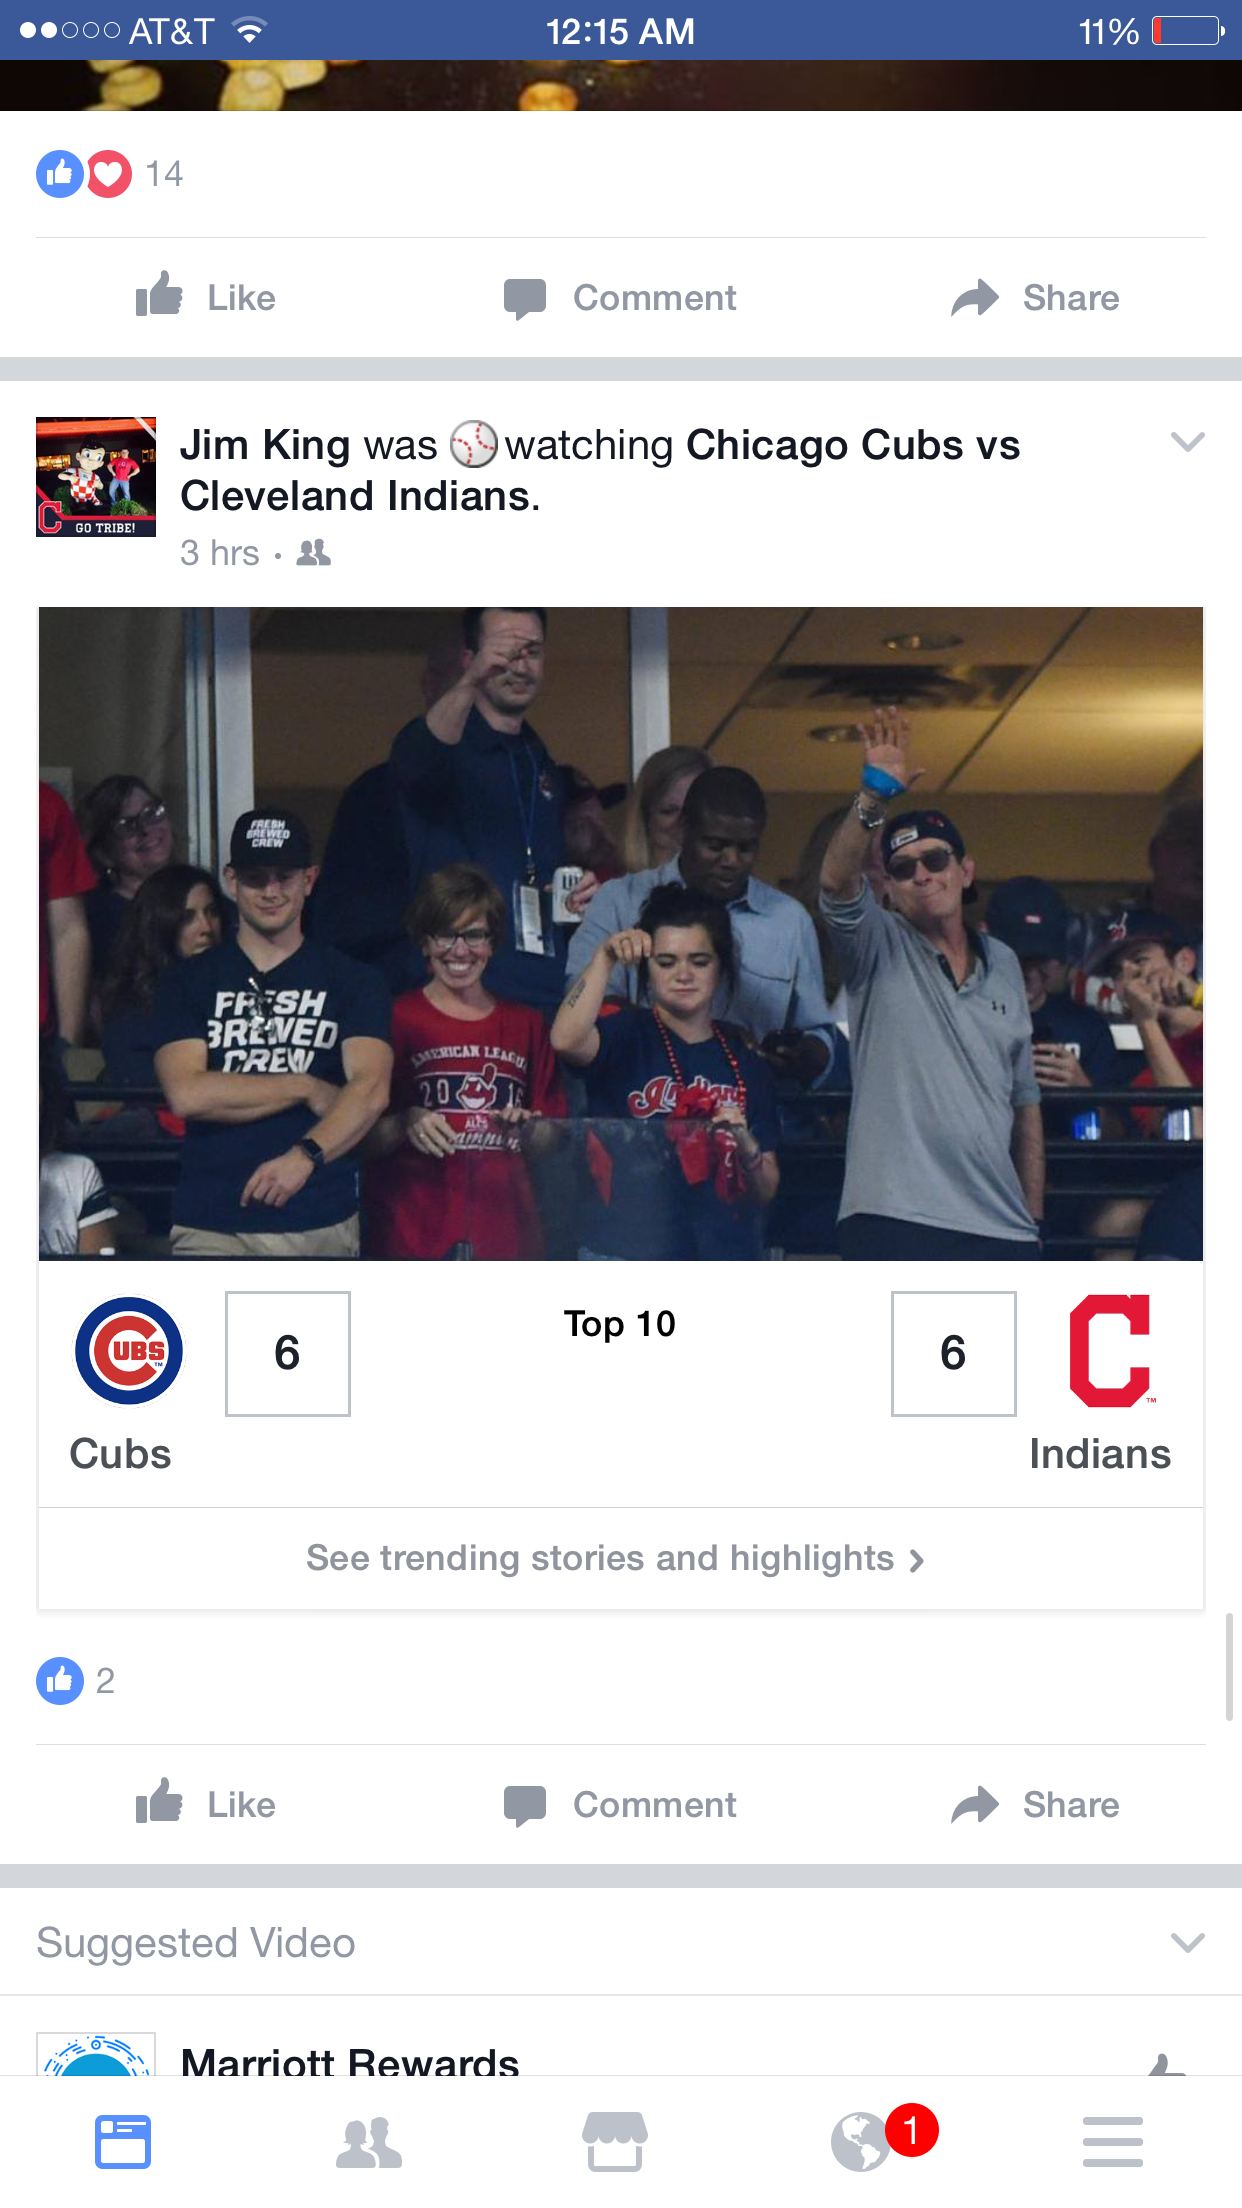 AT&T 12:15 AM 11%
14
Like Comment Share
Jim King was watching Chicago Cubs vs
Cleveland Indians.
3 hrs
GO TRIBE!
FRESH
BREWED
CREW
FRESH
BREWED
CREW
AMERICAN LEAGUE
2016
Indians
6 Top 10 6
UBS
Cubs Indians
See trending stories and highlights
2
Like Comment Share
Suggested Video
Marriott Rewards
1